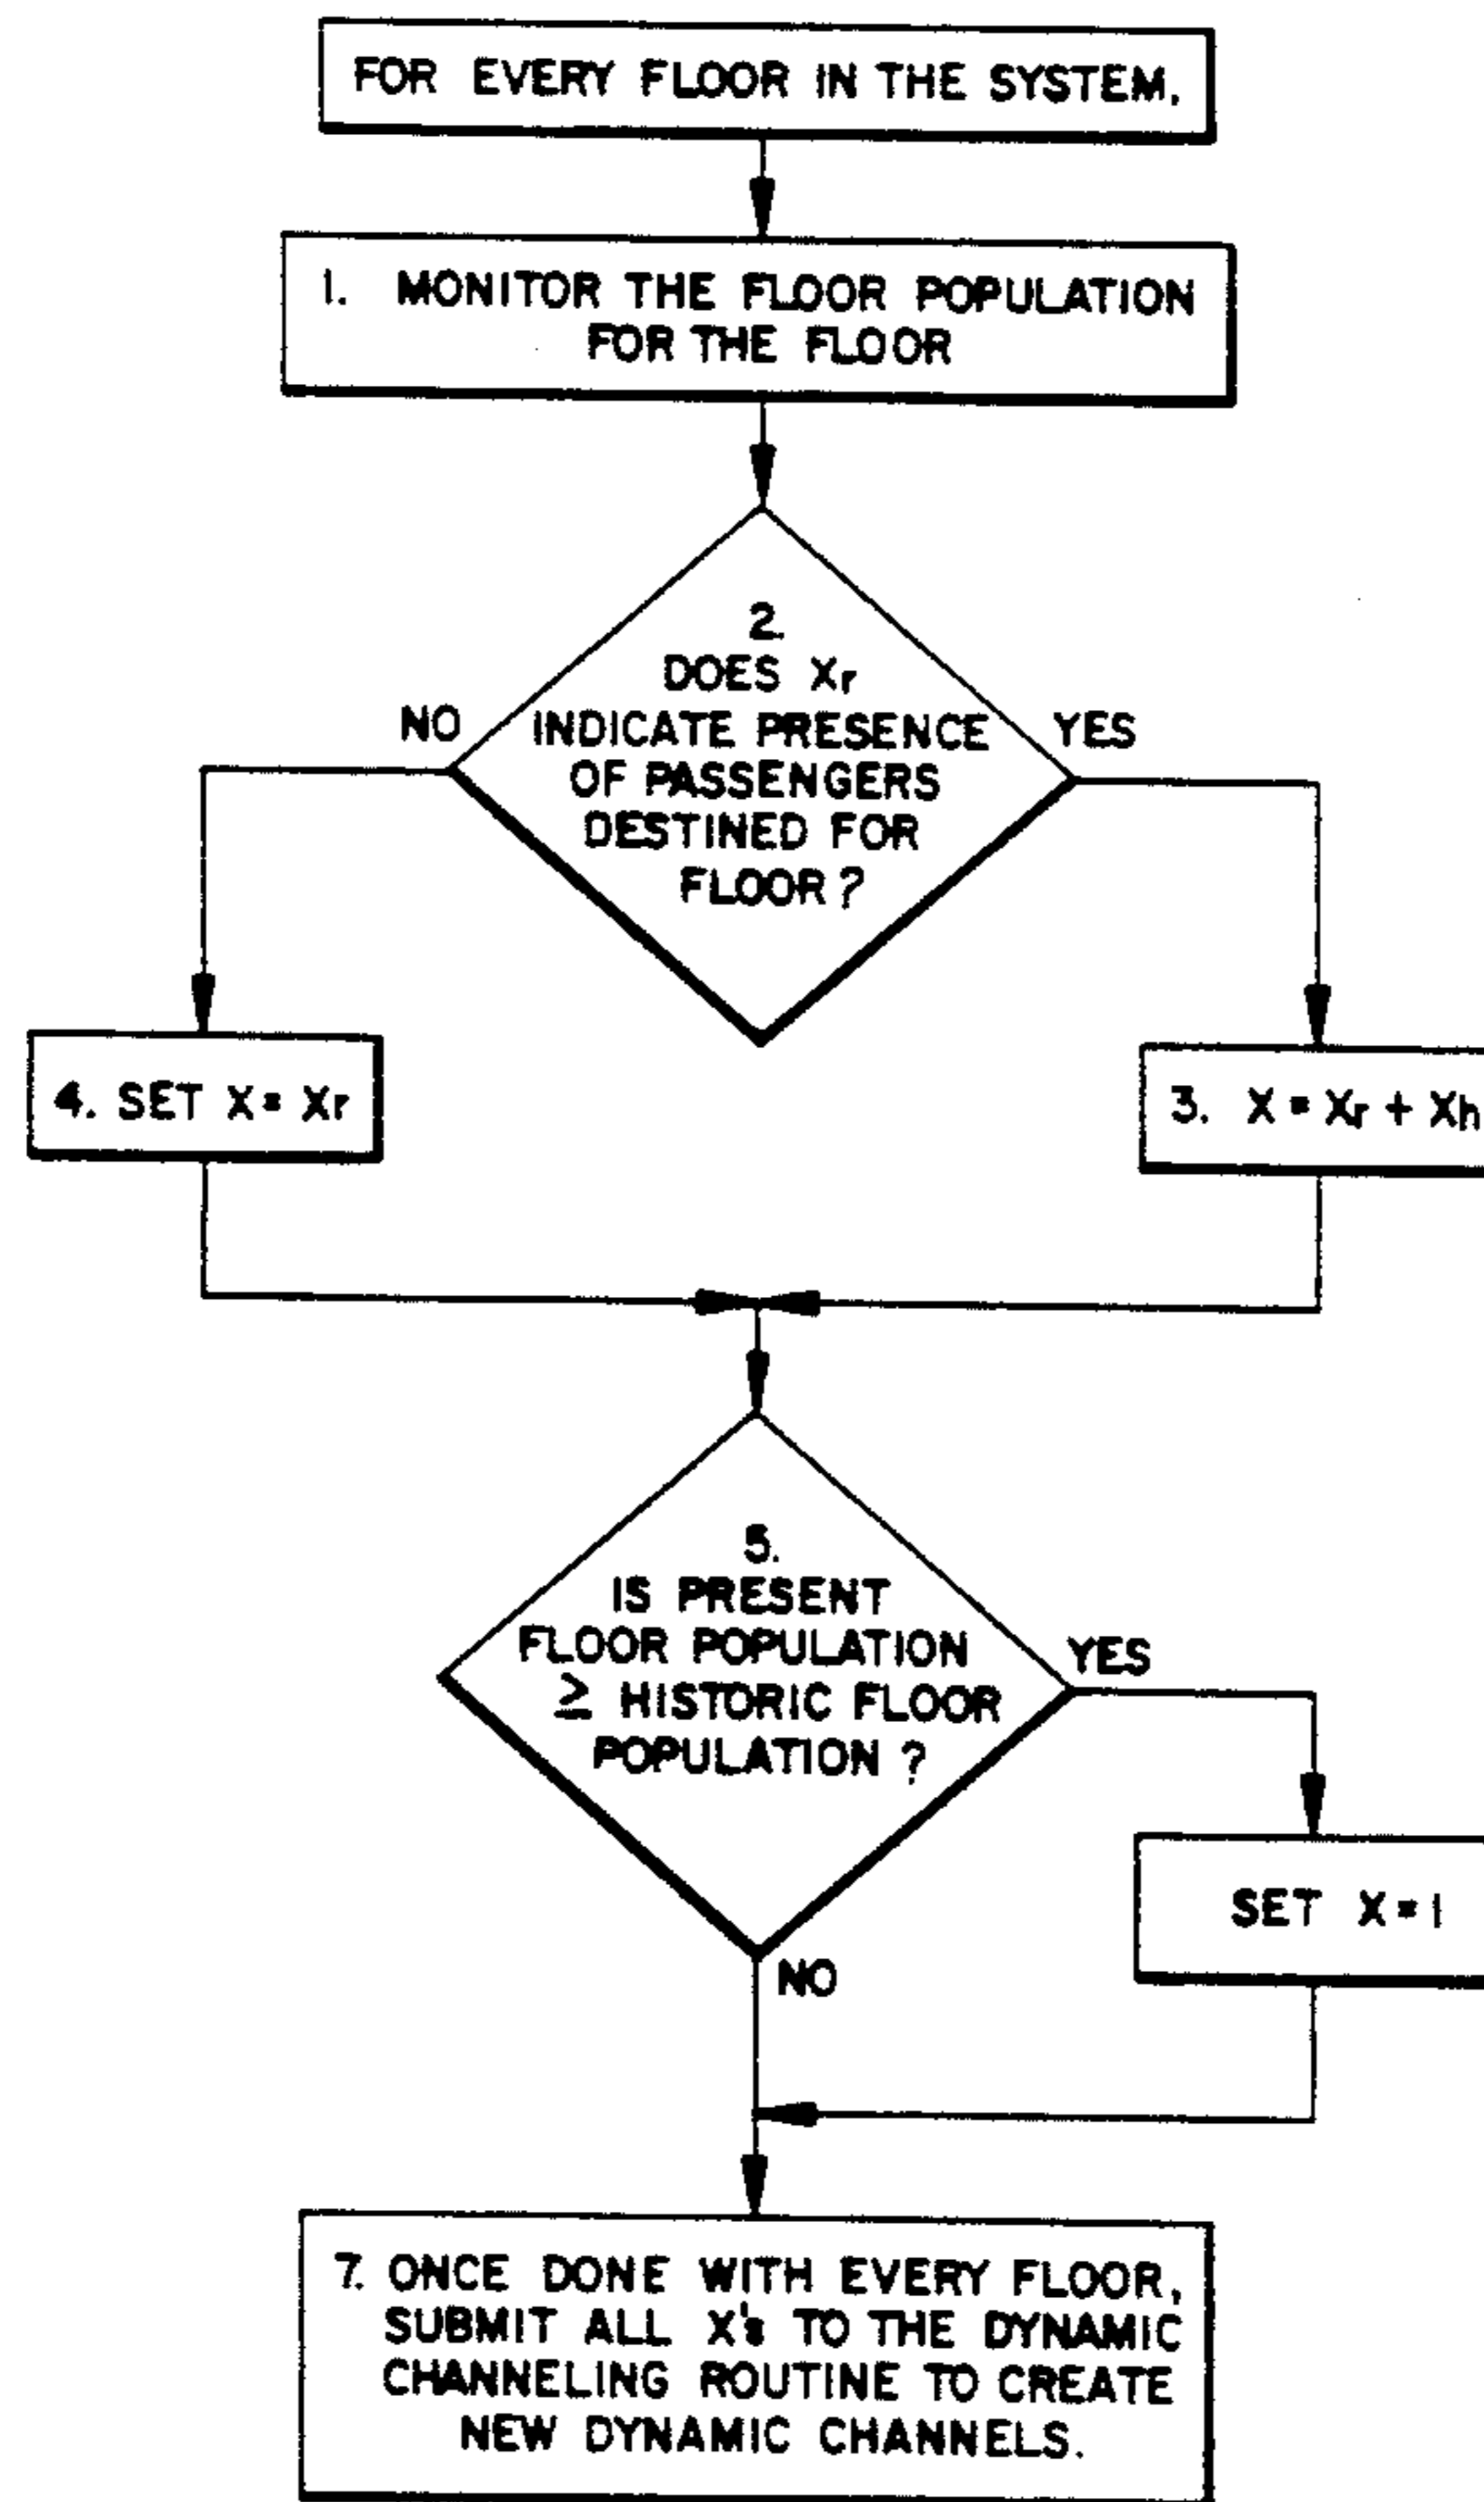 FOR EVERY FLOOR IN THE SYSTEM,
1. MONITOR THE FLOOR POPULATION
FOR THE FLOOR
2.
DOES Xr
INDICATE PRESENCE
OF PASSENGERS
DESTINED FOR
FLOOR?
NO
YES
4. SET X = Xr
3. X = Xr + Xh
5.
IS PRESENT
FLOOR POPULATION
≥ HISTORIC FLOOR
POPULATION ?
YES
SET X = 1
NO
7. ONCE DONE WITH EVERY FLOOR,
SUBMIT ALL X's TO THE DYNAMIC
CHANNELING ROUTINE TO CREATE
NEW DYNAMIC CHANNELS.